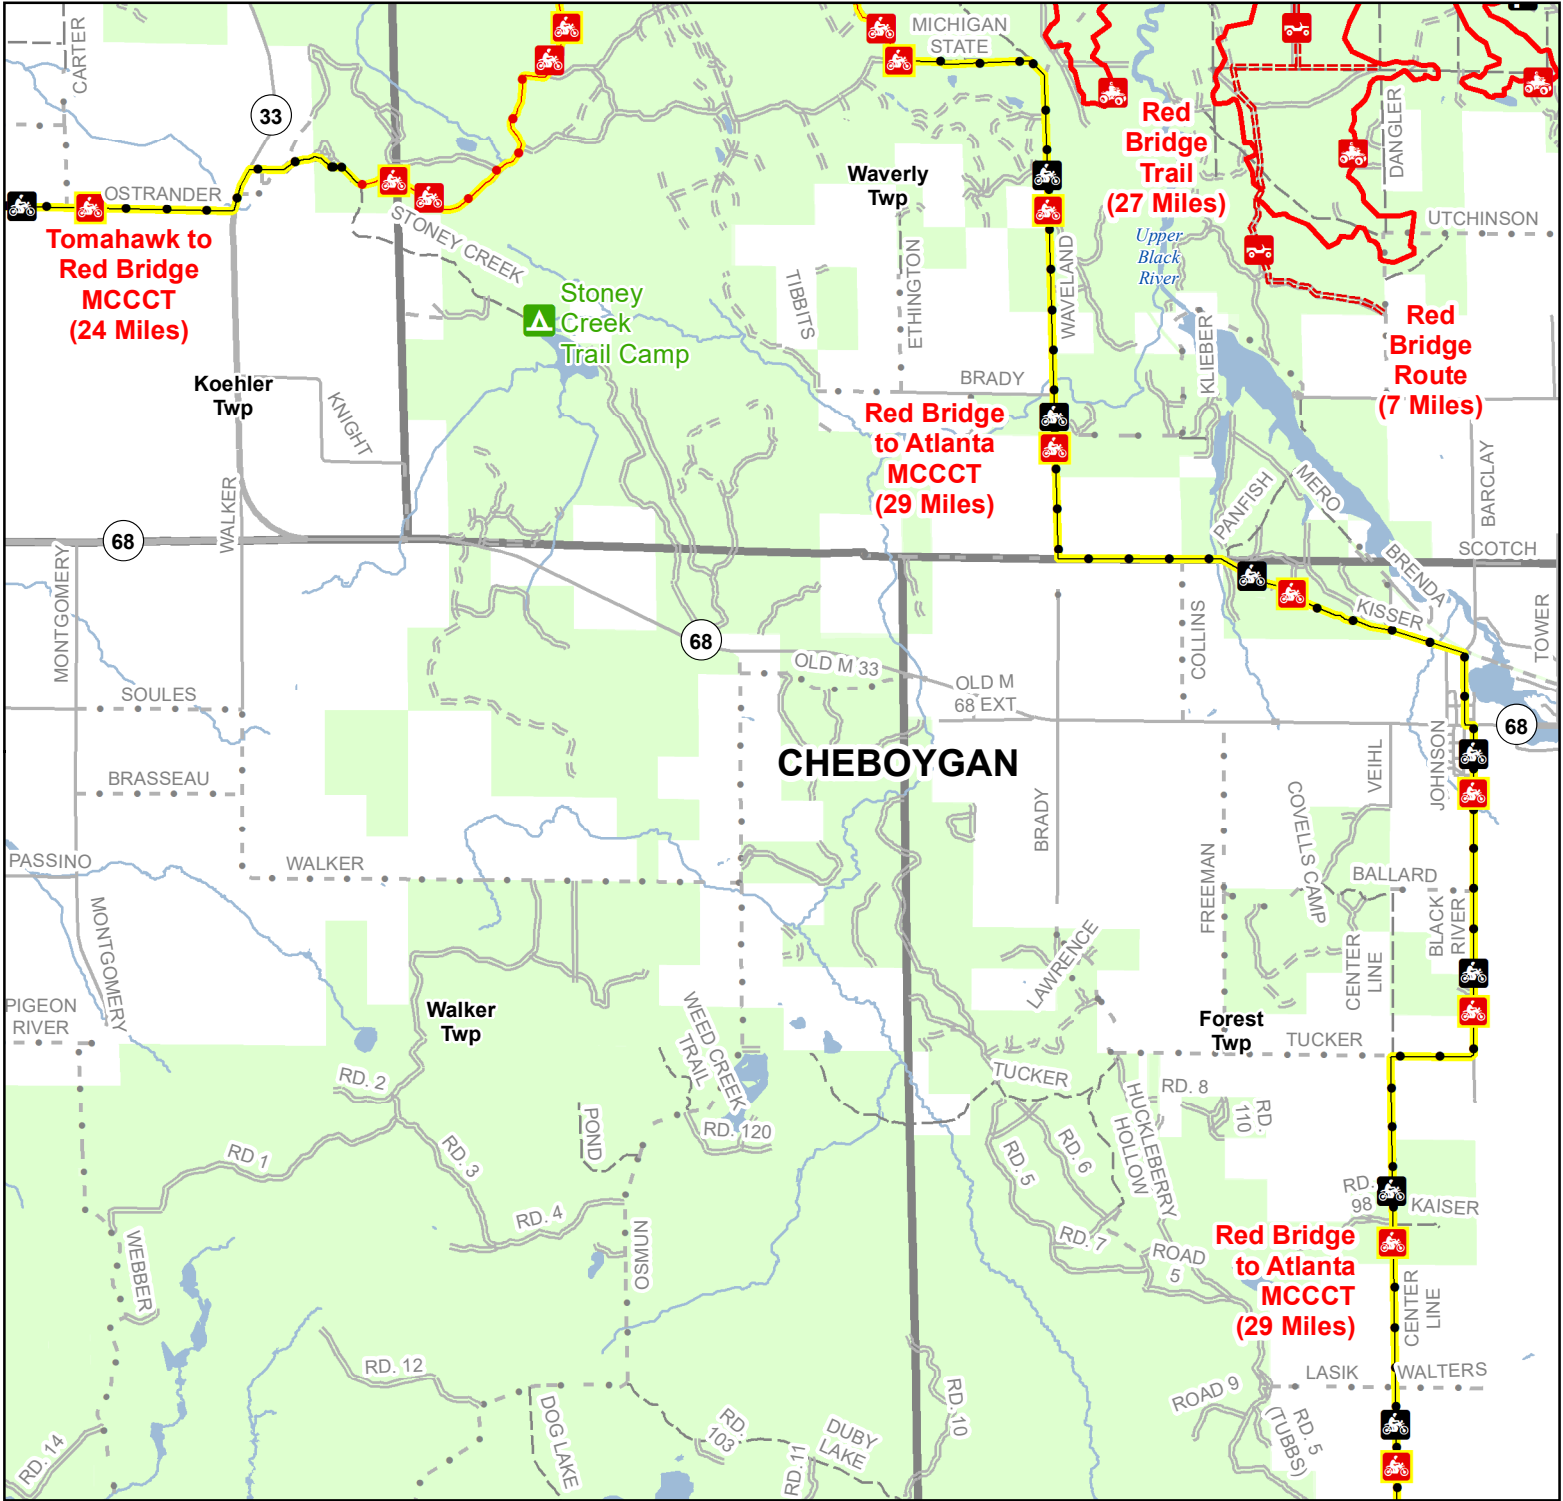 MICHIGAN
STATE
CARTER
33
OSTRANDER
Tomahawk to
Red Bridge
MCCCT
(24 Miles)
STONEY CREEK
Stoney
Creek
Trail Camp
Waverly
Twp
Red
Bridge
Trail
(27 Miles)
DANGLER
UTCHINSON
Upper
Black
River
TIBBITS
ETHINGTON
WAVELAND
KLIEBER
Red
Bridge
Route
(7 Miles)
Koehler
Twp
KNIGHT
BRADY
Red Bridge
to Atlanta
MCCCT
(29 Miles)
WALKER
PANFISH
MERO
BARCLAY
68
SCOTCH
MONTGOMERY
BRENDA
KISSER
COLLINS
TOWER
68
OLD M 33
OLD M
68 EXT
SOULES
68
CHEBOYGAN
BRASSEAU
VEIHL
JOHNSON
BRADY
COVELLS CAMP
FREEMAN
PASSINO
WALKER
BALLARD
MONTGOMERY
BLACK
RIVER
CENTER
LINE
LAWRENCE
PIGEON
RIVER
Walker
Twp
WEED CREEK
TRAIL
Forest
Twp
TUCKER
TUCKER
RD. 2
RD. 8
RD.
110
HUCKLEBERRY
HOLLOW
POND
RD. 120
RD 1
RD. 3
RD. 5
RD. 6
RD.
98
KAISER
RD. 4
RD. 7
ROAD
5
OSMUN
WEBBER
Red Bridge
to Atlanta
MCCCT
(29 Miles)
CENTER
LINE
RD. 12
LASIK
WALTERS
ROAD 9
RD. 10
DOG LAKE
RD.
103
DUBY
LAKE
RD. 5
(TUBBS)
RD. 14
RD.11